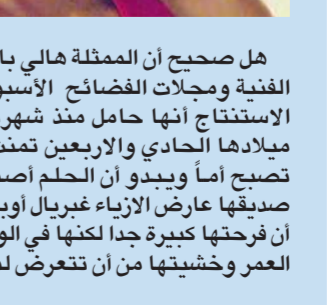 هل صحيح أن الممثلة هالي با
الفنية ومجلات الفضائح الأسبو
الاستنتاج أنها حامل منذ شهر
ميلادها الحادي والاربعين تمنت
تصبح أماً ويبدو أن الحلم أصب
صديقها عارض الازياء غبريال أوب
أن فرحتها كبيرة جدا لكنها في الو
العمر وخشيتها من أن تتعرض لم